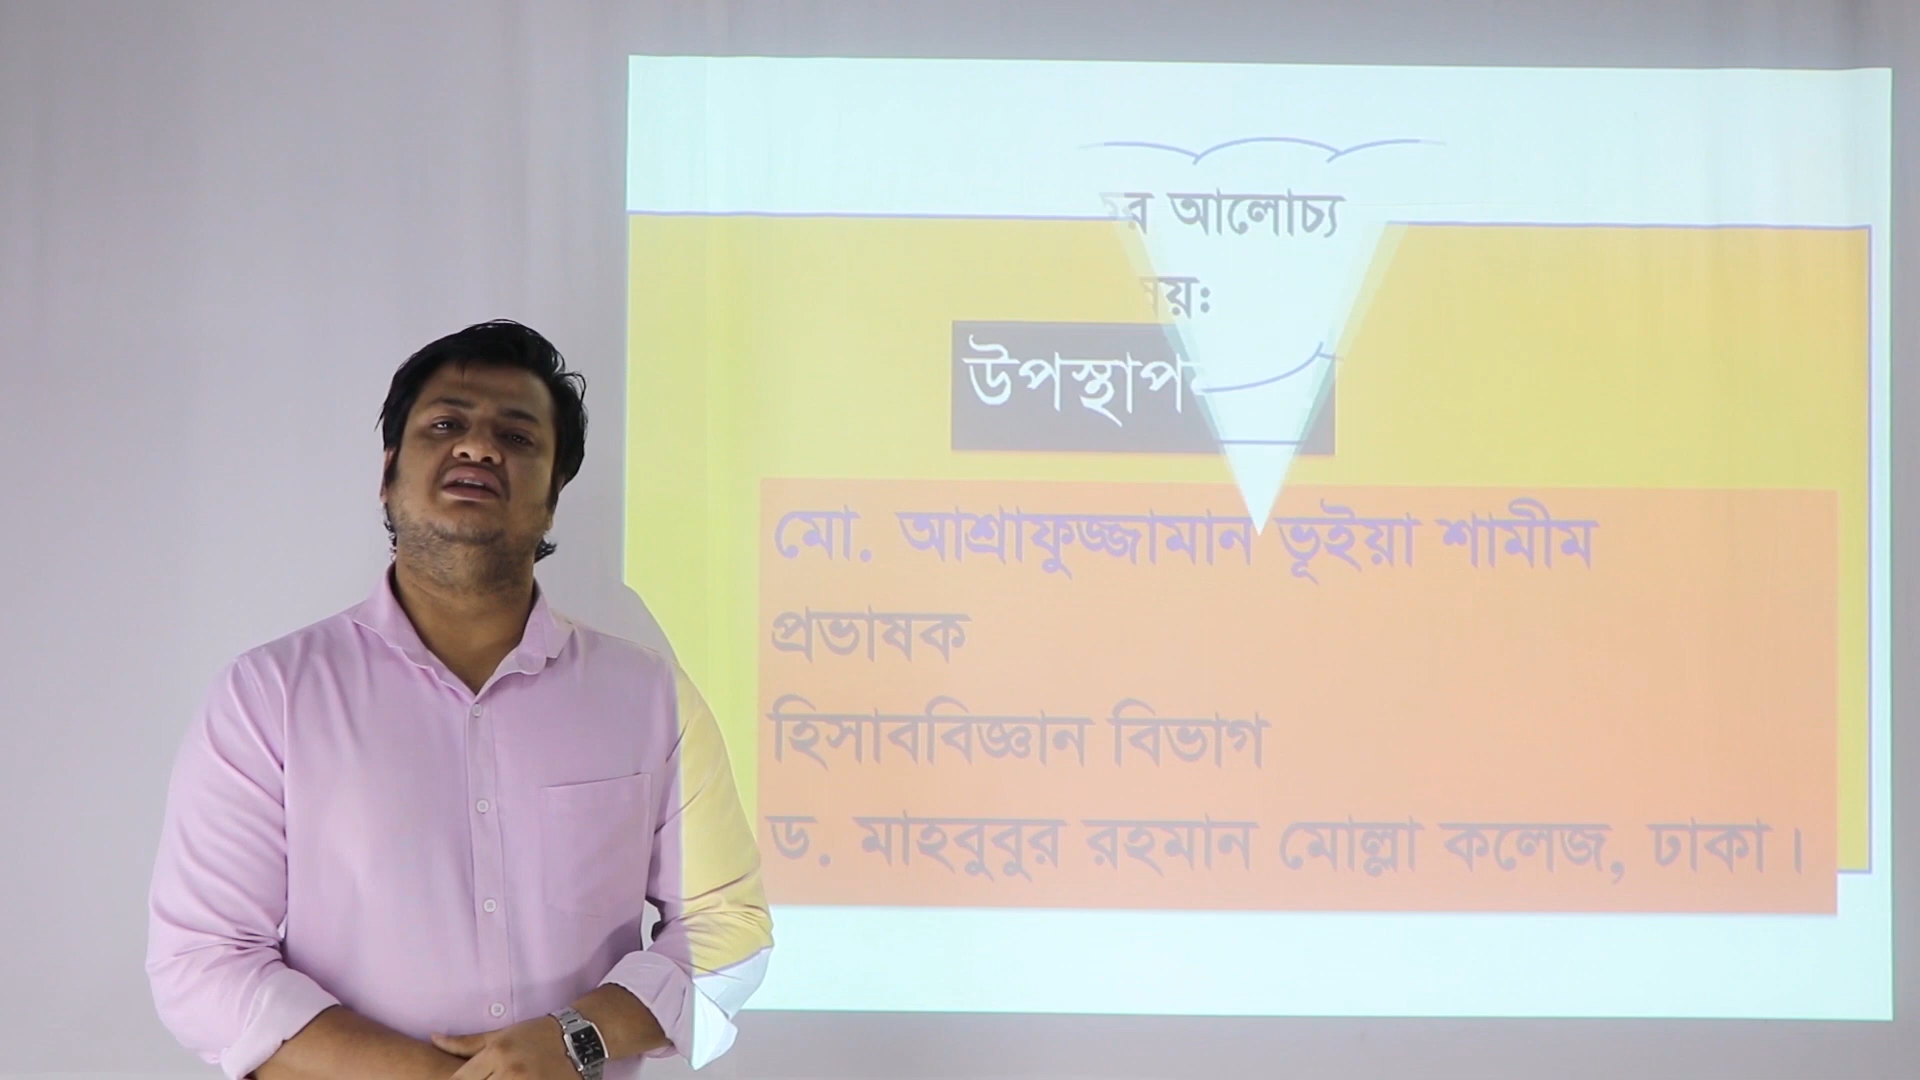 আলোচ্য
উপস্থাপ
মো. আশ্রাফুজ্জামান ভূইয়া শামীম
প্রভাষক
হিসাববিজ্ঞান বিভাগ
ড. মাহবুবুর রহমান মোল্লা কলেজ, ঢাকা।